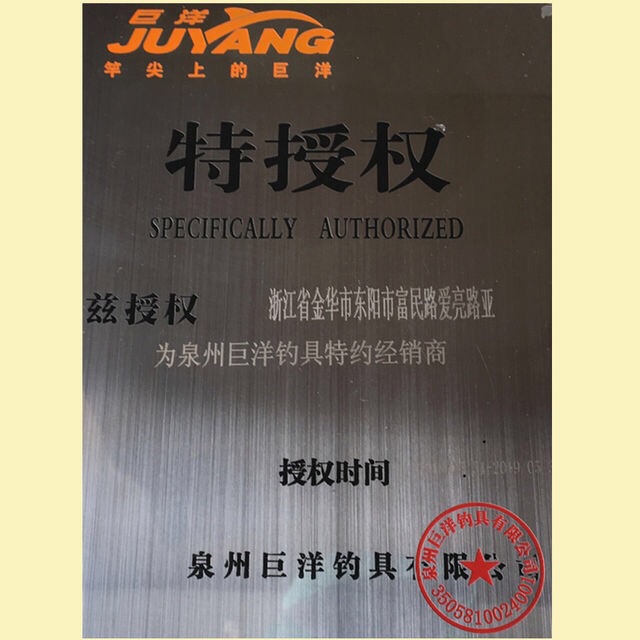 巨洋
JUYANG
竿尖上的巨洋
特授权
SPECIFICALLY AUTHORIZED
兹授权 浙江省金华市东阳市富民路爱亮路亚
为泉州巨洋钓具特约经销商
授权时间
泉州巨洋钓具有限公司
泉州巨洋钓具有限公司